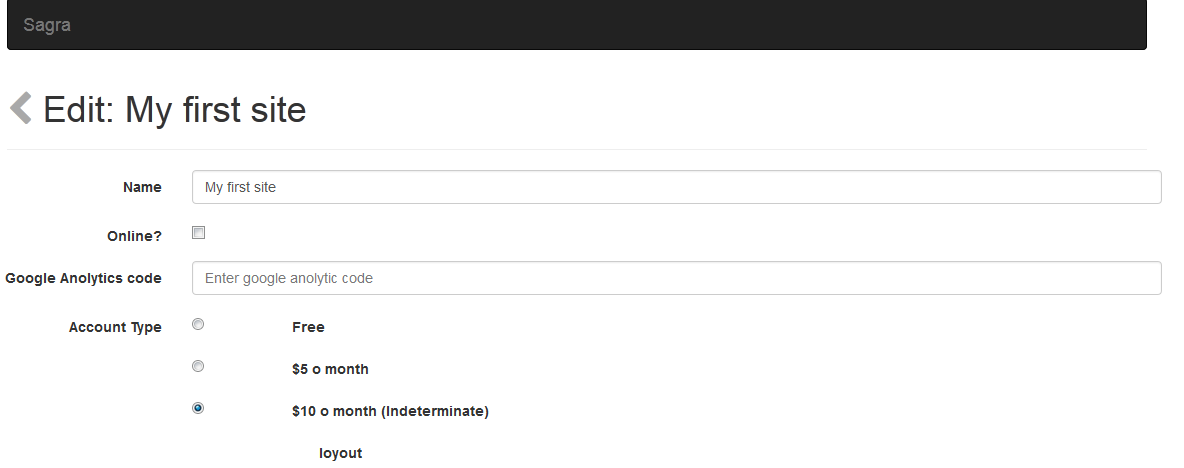 Sagra
Edit: My first site
Name
My first site
Online?
Google Anolytics code
Enter google anolytic code
Account Type
Free
$5 o month
$10 o month (Indeterminate)
loyout